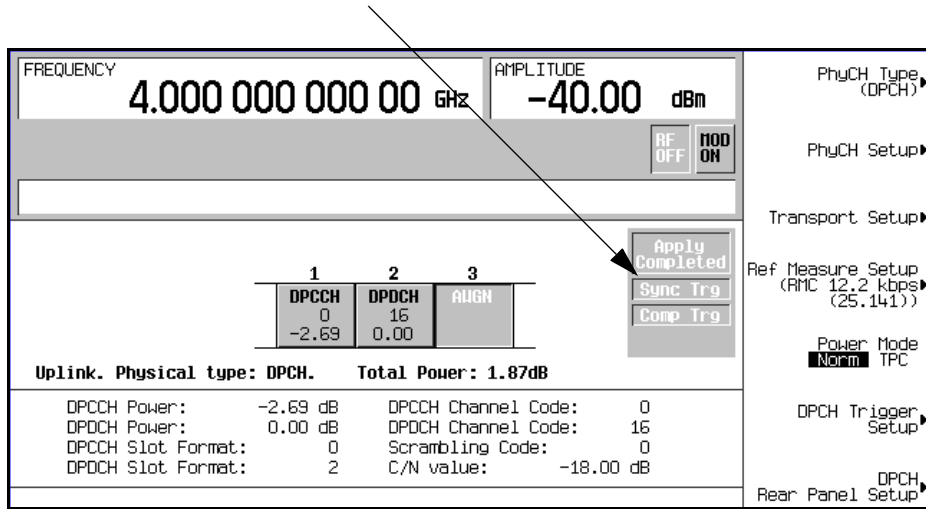 FREQUENCY
4.000 000 000 00 GHz
AMPLITUDE
-40.00 dBm
RF OFF
MOD ON
1 2 3
DPCCH DPDCH AWGN
0 16
-2.69 0.00
Apply Completed
Sync Trg
Comp Trg
Uplink. Physical type: DPCH. Total Power: 1.87dB
DPCCH Power: -2.69 dB DPCCH Channel Code: 0
DPDCH Power: 0.00 dB DPDCH Channel Code: 16
DPCCH Slot Format: 0 Scrambling Code: 0
DPDCH Slot Format: 2 C/N value: -18.00 dB
PhyCH Type
(DPCH)
PhyCH Setup
Transport Setup
Ref Measure Setup
(RMC 12.2 kbps
(25.141))
Power Mode
Norm TPC
DPCH Trigger
Setup
DPCH
Rear Panel Setup